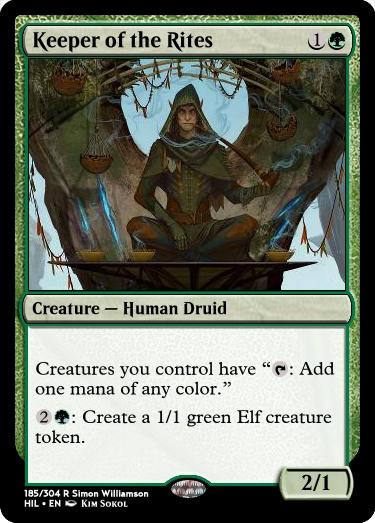 Keeper of the Rites 1
Creature — Human Druid
Creatures you control have “: Add
one mana of any color.”
2: Create a 1/1 green Elf creature
token.
2/1
185/304 R Simon Williamson
HIL • EN Kim Sokol